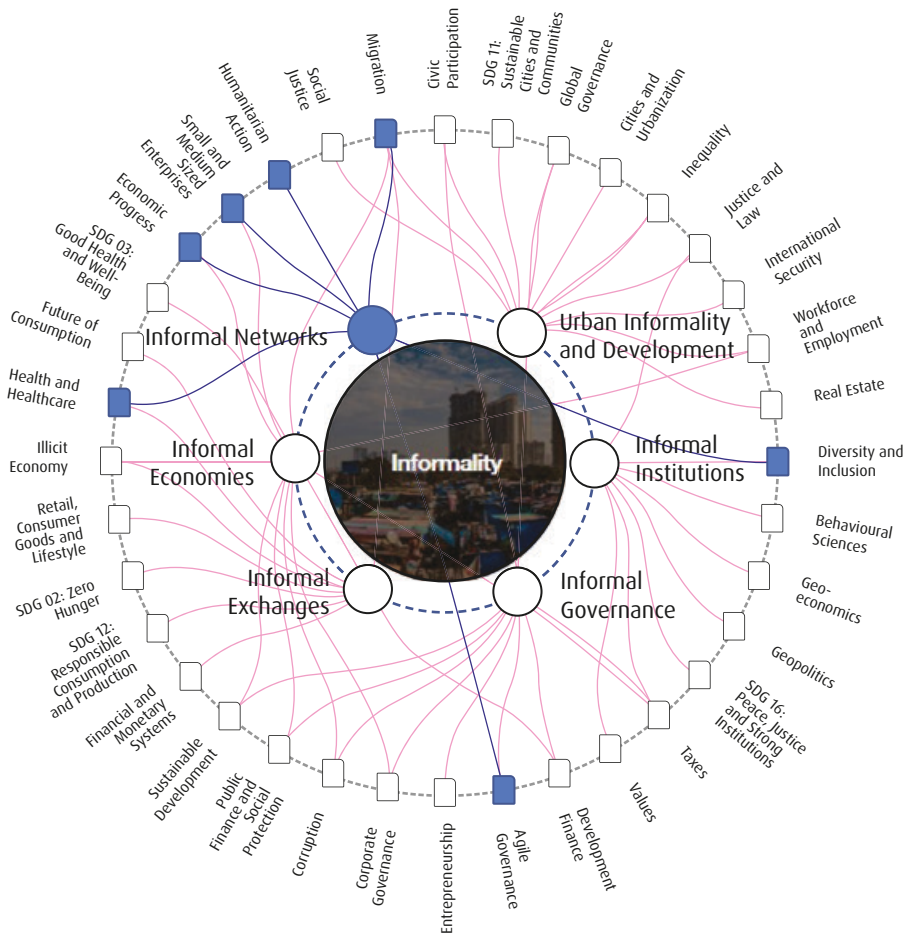 Social
Justice
Migration
Civic
Participation
SDG 11:
Sustainable
Cities and
Communities
Global
Governance
Cities and
Urbanization
Inequality
Justice and
Law
International
Security
Workforce
and
Employment
Real Estate
Diversity and
Inclusion
Behavioural
Sciences
Geo-
economics
Geopolitics
SDG 16:
Peace, Justice
and Strong
Institutions
Taxes
Values
Development
Finance
Agile
Governance
Entrepreneurship
Corporate
Governance
Corruption
Public
Finance and
Social
Protection
Sustainable
Development
Financial and
Monetary
Systems
SDG 12:
Responsible
Consumption
and Production
SDG 02: Zero
Hunger
Retail,
Consumer
Goods and
Lifestyle
Illicit
Economy
Health and
Healthcare
Future of
Consumption
SDG 03:
Good Health
and Well-
Being
Economic
Progress
Small and
Medium
Sized
Enterprises
Humanitarian
Action
Informal Networks
Urban Informality
and Development
Informal
Economies
Informality
Informal
Institutions
Informal
Exchanges
Informal
Governance